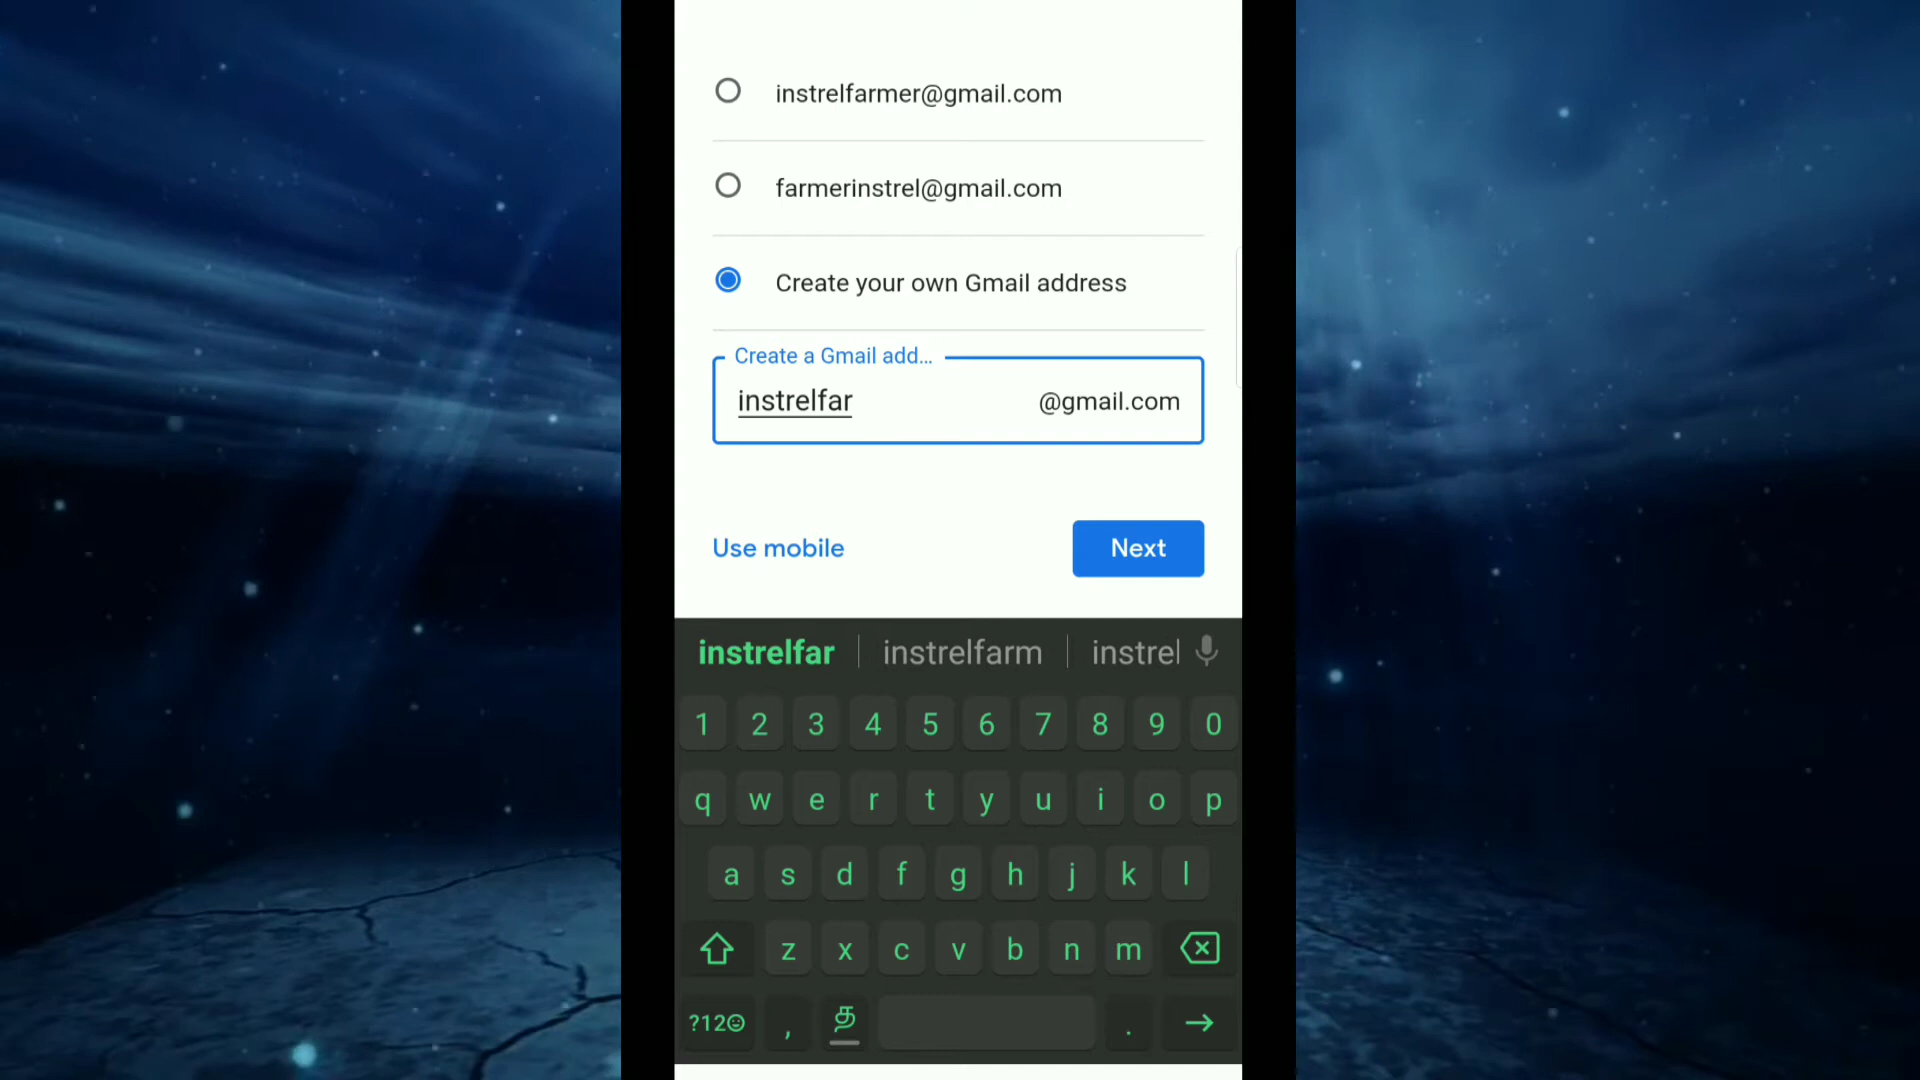 instrelfarmer@gmail.com
farmerinstrel@gmail.com
Create your own Gmail address
Create a Gmail add...
instrelfar @gmail.com
Use mobile Next
instrelfar instrelfarm instrel
1 2 3 4 5 6 7 8 9 0
q w e r t y u i o p
a s d f g h j k l
z x c v b n m
?12☺ , த .